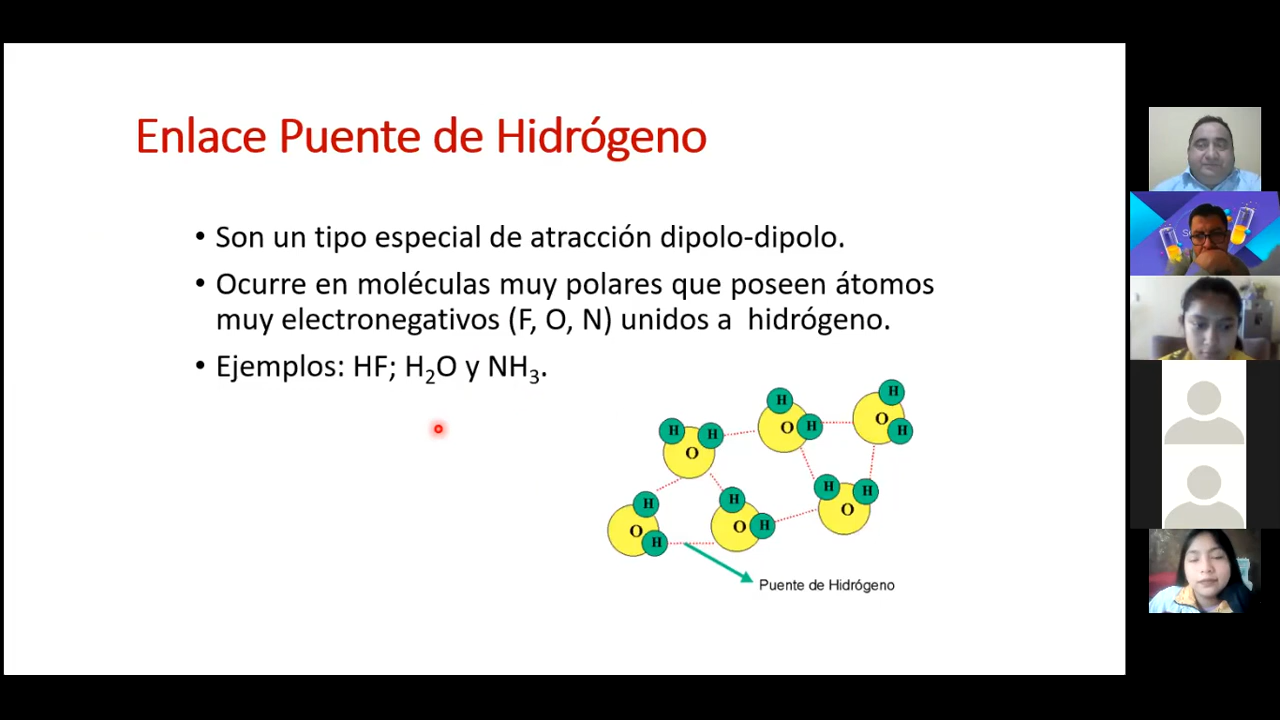 Enlace Puente de Hidrógeno
• Son un tipo especial de atracción dipolo-dipolo.
• Ocurre en moléculas muy polares que poseen átomos
muy electronegativos (F, O, N) unidos a hidrógeno.
• Ejemplos: HF; H₂O y NH₃.
H
H
O
H
H
O
H
H
O
H
H
O
H
H
O
H
H
O
Puente de Hidrógeno